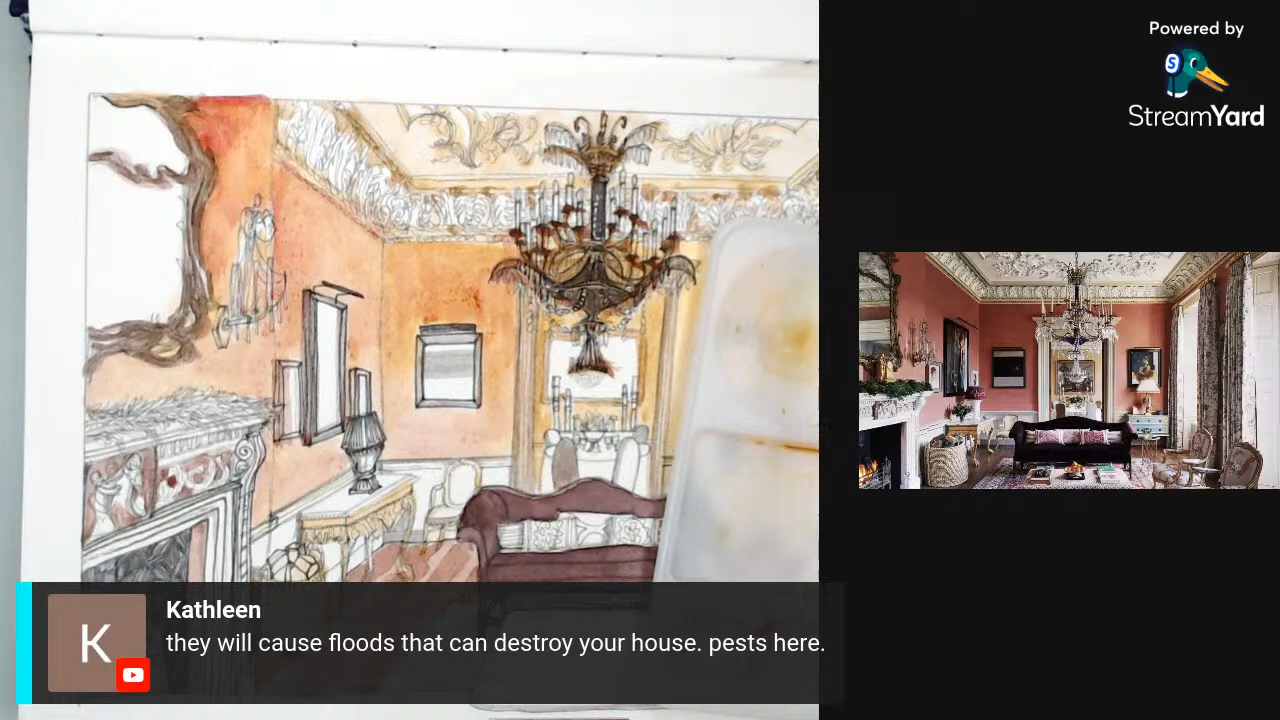 Powered by
S
StreamYard
K
Kathleen
they will cause floods that can destroy your house. pests here.